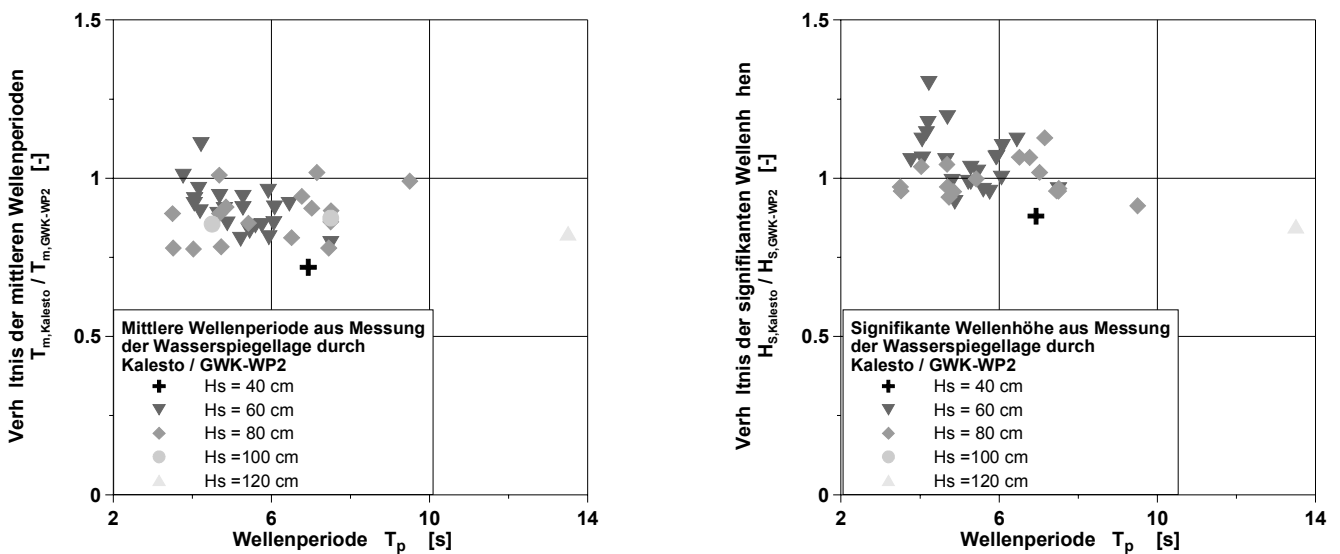 Verh ltnis der mittleren Wellenperioden
T_m,Kalesto / T_m,GWK-WP2 [-]
1.5
1
0.5
0
Mittlere Wellenperiode aus Messung
der Wasserspiegellage durch
Kalesto / GWK-WP2
Hs = 40 cm
Hs = 60 cm
Hs = 80 cm
Hs =100 cm
Hs =120 cm
2 6 10 14
Wellenperiode T_p [s]
Verh ltnis der signifikanten Wellenh hen
H_S,Kalesto / H_S,GWK-WP2 [-]
1.5
1
0.5
0
Signifikante Wellenhöhe aus Messung
der Wasserspiegellage durch
Kalesto / GWK-WP2
Hs = 40 cm
Hs = 60 cm
Hs = 80 cm
Hs =100 cm
Hs =120 cm
2 6 10 14
Wellenperiode T_p [s]